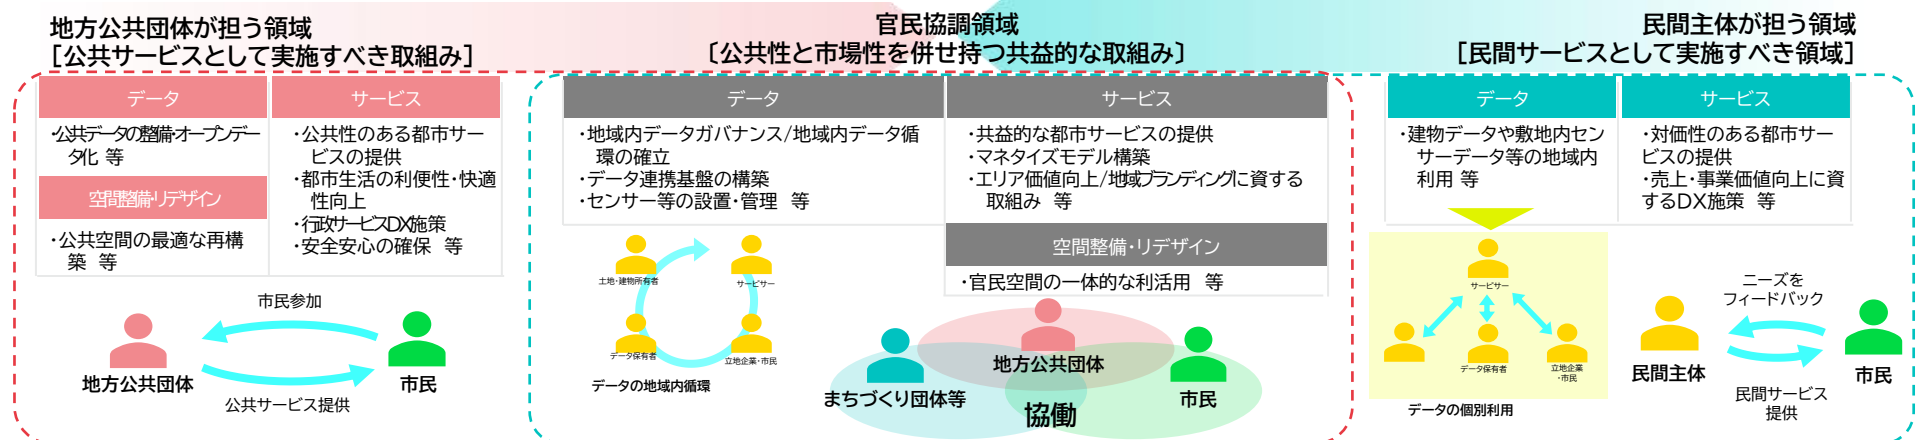 地方公共団体が担う領域
[公共サービスとして実施すべき取組み]
データ
・公共データの整備・オープンデー
タ化 等
空間整備・リデザイン
・公共空間の最適な再構
築 等
サービス
・公共性のある都市サー
ビスの提供
・都市生活の利便性・快適
性向上
・行政サービスDX施策
・安全安心の確保 等
市民参加
地方公共団体
市民
公共サービス提供
官民協調領域
〔公共性と市場性を併せ持つ共益的な取組み〕
データ
・地域内データガバナンス/地域内データ循
環の確立
・データ連携基盤の構築
・センサー等の設置・管理 等
サービス
・共益的な都市サービスの提供
・マネタイズモデル構築
・エリア価値向上/地域ブランディングに資する
取組み 等
空間整備・リデザイン
・官民空間の一体的な利活用 等
土地・建物所有者
サービサー
データ保有者
立地企業・市民
データの地域内循環
地方公共団体
まちづくり団体等
市民
協働
民間主体が担う領域
[民間サービスとして実施すべき領域]
データ
・建物データや敷地内セン
サーデータ等の地域内
利用 等
サービス
・対価性のある都市サー
ビスの提供
・売上・事業価値向上に資
するDX施策 等
サービサー
データ保有者
立地企業
・市民
データの個別利用
ニーズを
フィードバック
民間主体
市民
民間サービス
提供